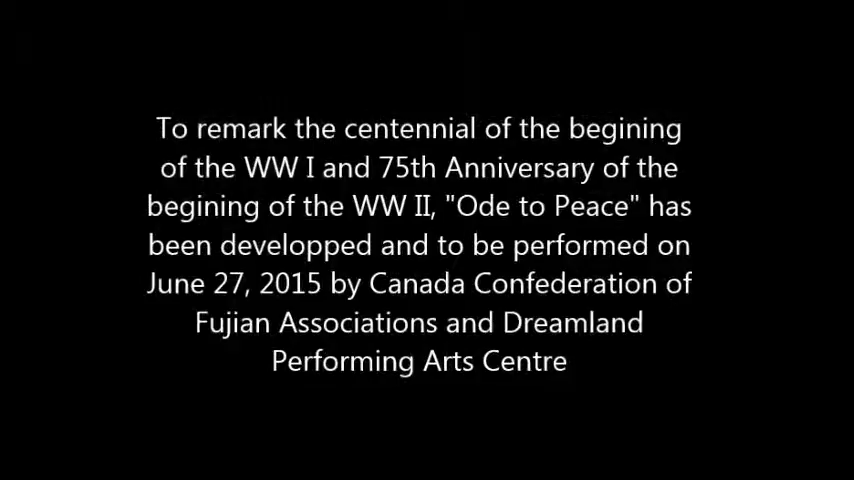 To remark the centennial of the begining
of the WW I and 75th Anniversary of the
begining of the WW II, "Ode to Peace" has
been developped and to be performed on
June 27, 2015 by Canada Confederation of
Fujian Associations and Dreamland
Performing Arts Centre